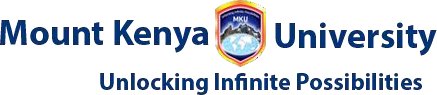 Mount Kenya University
MKU
Unlocking Infinite Possibilities